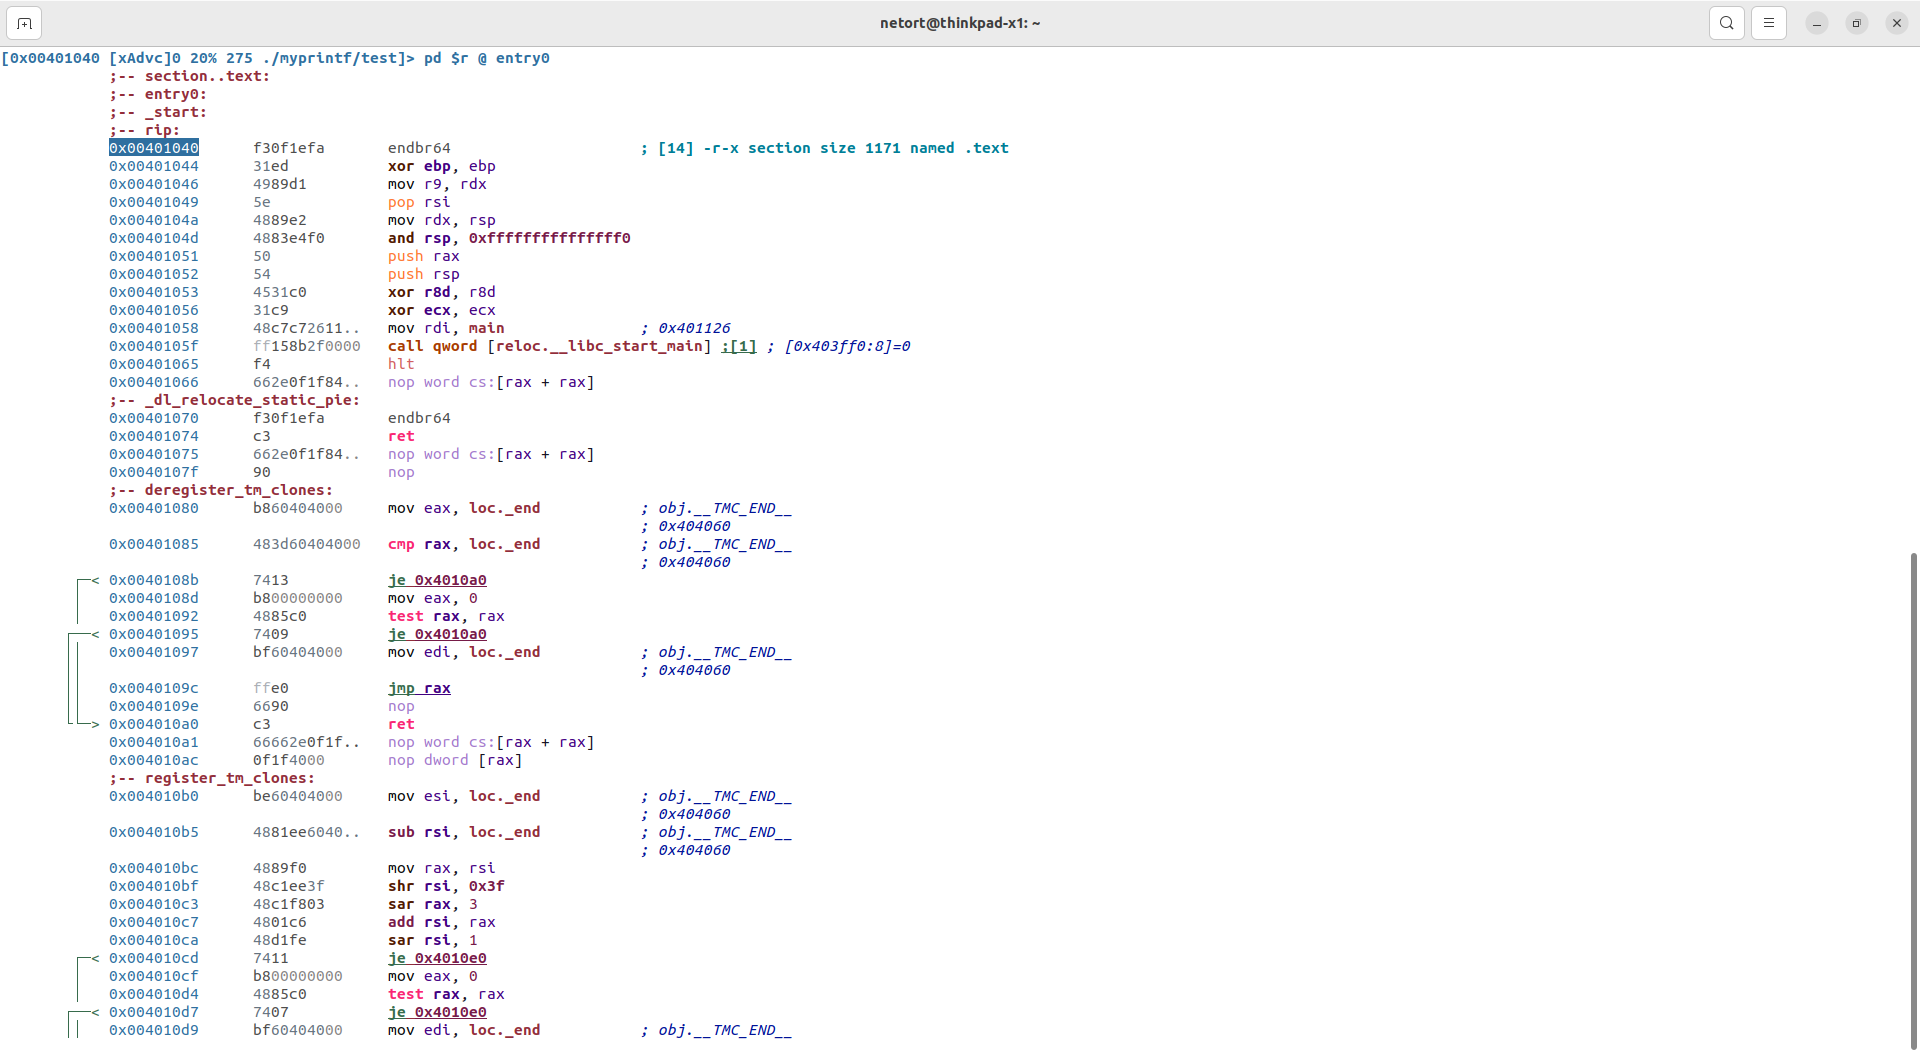 netort@thinkpad-x1: ~
[0x00401040 [xAdvc]0 20% 275 ./myprintf/test]> pd $r @ entry0
;-- section..text:
;-- entry0:
;-- _start:
;-- rip:
0x00401040 f30f1efa endbr64 ; [14] -r-x section size 1171 named .text
0x00401044 31ed xor ebp, ebp
0x00401046 4989d1 mov r9, rdx
0x00401049 5e pop rsi
0x0040104a 4889e2 mov rdx, rsp
0x0040104d 4883e4f0 and rsp, 0xfffffffffffffff0
0x00401051 50 push rax
0x00401052 54 push rsp
0x00401053 4531c0 xor r8d, r8d
0x00401056 31c9 xor ecx, ecx
0x00401058 48c7c72611.. mov rdi, main ; 0x401126
0x0040105f ff158b2f0000 call qword [reloc.__libc_start_main] ;[1] ; [0x403ff0:8]=0
0x00401065 f4 hlt
0x00401066 662e0f1f84.. nop word cs:[rax + rax]
;-- _dl_relocate_static_pie:
0x00401070 f30f1efa endbr64
0x00401074 c3 ret
0x00401075 662e0f1f84.. nop word cs:[rax + rax]
0x0040107f 90 nop
;-- deregister_tm_clones:
0x00401080 b860404000 mov eax, loc._end ; obj.__TMC_END__
; 0x404060
0x00401085 483d60404000 cmp rax, loc._end ; obj.__TMC_END__
; 0x404060
< 0x0040108b 7413 je 0x4010a0
0x0040108d b800000000 mov eax, 0
0x00401092 4885c0 test rax, rax
< 0x00401095 7409 je 0x4010a0
0x00401097 bf60404000 mov edi, loc._end ; obj.__TMC_END__
; 0x404060
0x0040109c ffe0 jmp rax
0x0040109e 6690 nop
> 0x004010a0 c3 ret
0x004010a1 66662e0f1f.. nop word cs:[rax + rax]
0x004010ac 0f1f4000 nop dword [rax]
;-- register_tm_clones:
0x004010b0 be60404000 mov esi, loc._end ; obj.__TMC_END__
; 0x404060
0x004010b5 4881ee6040.. sub rsi, loc._end ; obj.__TMC_END__
; 0x404060
0x004010bc 4889f0 mov rax, rsi
0x004010bf 48c1ee3f shr rsi, 0x3f
0x004010c3 48c1f803 sar rax, 3
0x004010c7 4801c6 add rsi, rax
0x004010ca 48d1fe sar rsi, 1
< 0x004010cd 7411 je 0x4010e0
0x004010cf b800000000 mov eax, 0
0x004010d4 4885c0 test rax, rax
< 0x004010d7 7407 je 0x4010e0
0x004010d9 bf60404000 mov edi, loc._end ; obj.__TMC_END__